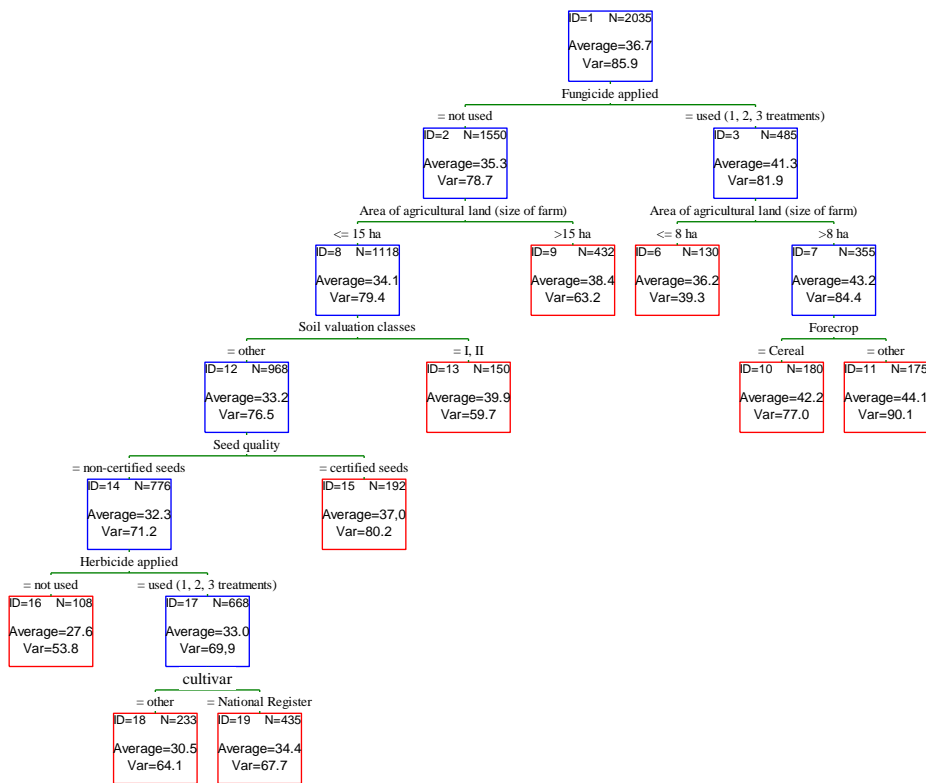 ID=1 N=2035
Average=36.7
Var=85.9
Fungicide applied
= not used = used (1, 2, 3 treatments)
ID=2 N=1550 ID=3 N=485
Average=35.3 Average=41.3
Var=78.7 Var=81.9
Area of agricultural land (size of farm) Area of agricultural land (size of farm)
<= 15 ha >15 ha <= 8 ha >8 ha
ID=8 N=1118 ID=9 N=432 ID=6 N=130 ID=7 N=355
Average=34.1 Average=38.4 Average=36.2 Average=43.2
Var=79.4 Var=63.2 Var=39.3 Var=84.4
Soil valuation classes Forecrop
= other = I, II = Cereal = other
ID=12 N=968 ID=13 N=150 ID=10 N=180 ID=11 N=175
Average=33.2 Average=39.9 Average=42.2 Average=44.1
Var=76.5 Var=59.7 Var=77.0 Var=90.1
Seed quality
= non-certified seeds = certified seeds
ID=14 N=776 ID=15 N=192
Average=32.3 Average=37,0
Var=71.2 Var=80.2
Herbicide applied
= not used = used (1, 2, 3 treatments)
ID=16 N=108 ID=17 N=668
Average=27.6 Average=33.0
Var=53.8 Var=69,9
cultivar
= other = National Register
ID=18 N=233 ID=19 N=435
Average=30.5 Average=34.4
Var=64.1 Var=67.7